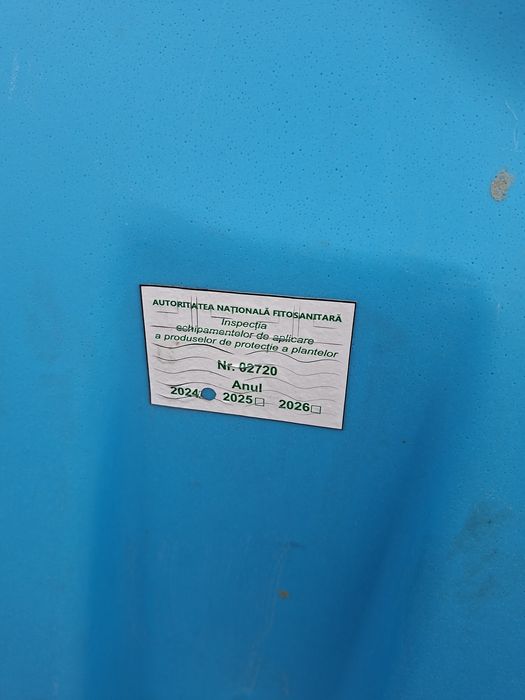 AUTORITATEA NAȚIONALĂ FITOSANITARĂ
Inspecția
echipamentelor de aplicare
a produselor de protecție a plantelor
Nr. 02720
Anul
2024 2025 2026